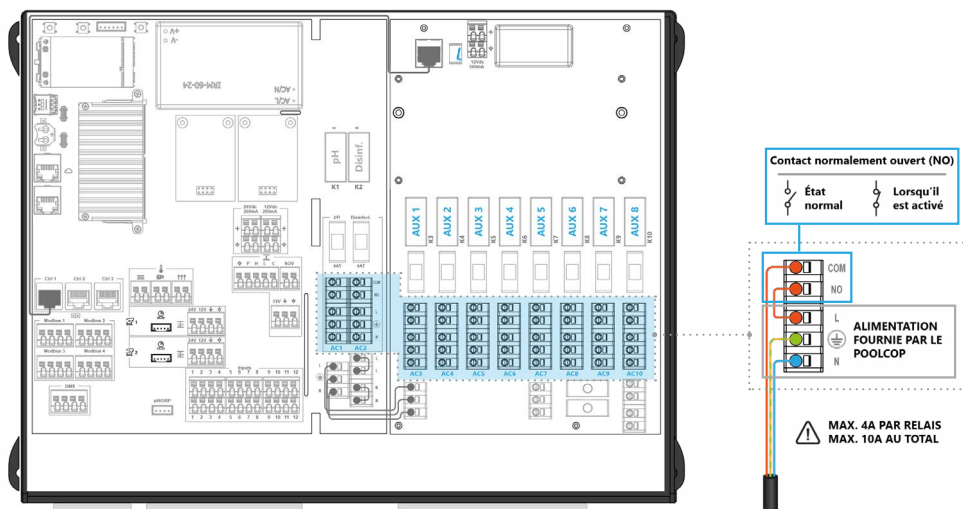 V+
V-
IRM-60-24
AC/N
AC/L
12Vdc
500mA
pH
Disinf.
K1
K2
24Vdc
200mA
12Vdc
200mA
AUX 1
AUX 2
AUX 3
AUX 4
AUX 5
AUX 6
AUX 7
AUX 8
K3
K4
K5
K6
K7
K8
K9
K10
pH
Disinfect.
4AT
4AT
P R L C
BOV
COM
NO
L
N
AC1
AC2
AC3
AC4
AC5
AC6
AC7
AC8
AC9
AC10
Ctrl 1
Ctrl 2
Ctrl 3
24V 12V
12V
24V 12V
1
2
Modbus 1
Modbus 2
Modbus 3
Modbus 4
DMX
pH/ORP
Inputs
1 2 3 4 5 6 7 8 9 10 11 12
1 2 3 4 5 6 7 8 9 10 11 12
L
N
L
N
Contact normalement ouvert (NO)
État
normal
Lorsqu'il
est activé
COM
NO
L
N
ALIMENTATION
FOURNIE PAR LE
POOLCOP
MAX. 4A PAR RELAIS
MAX. 10A AU TOTAL